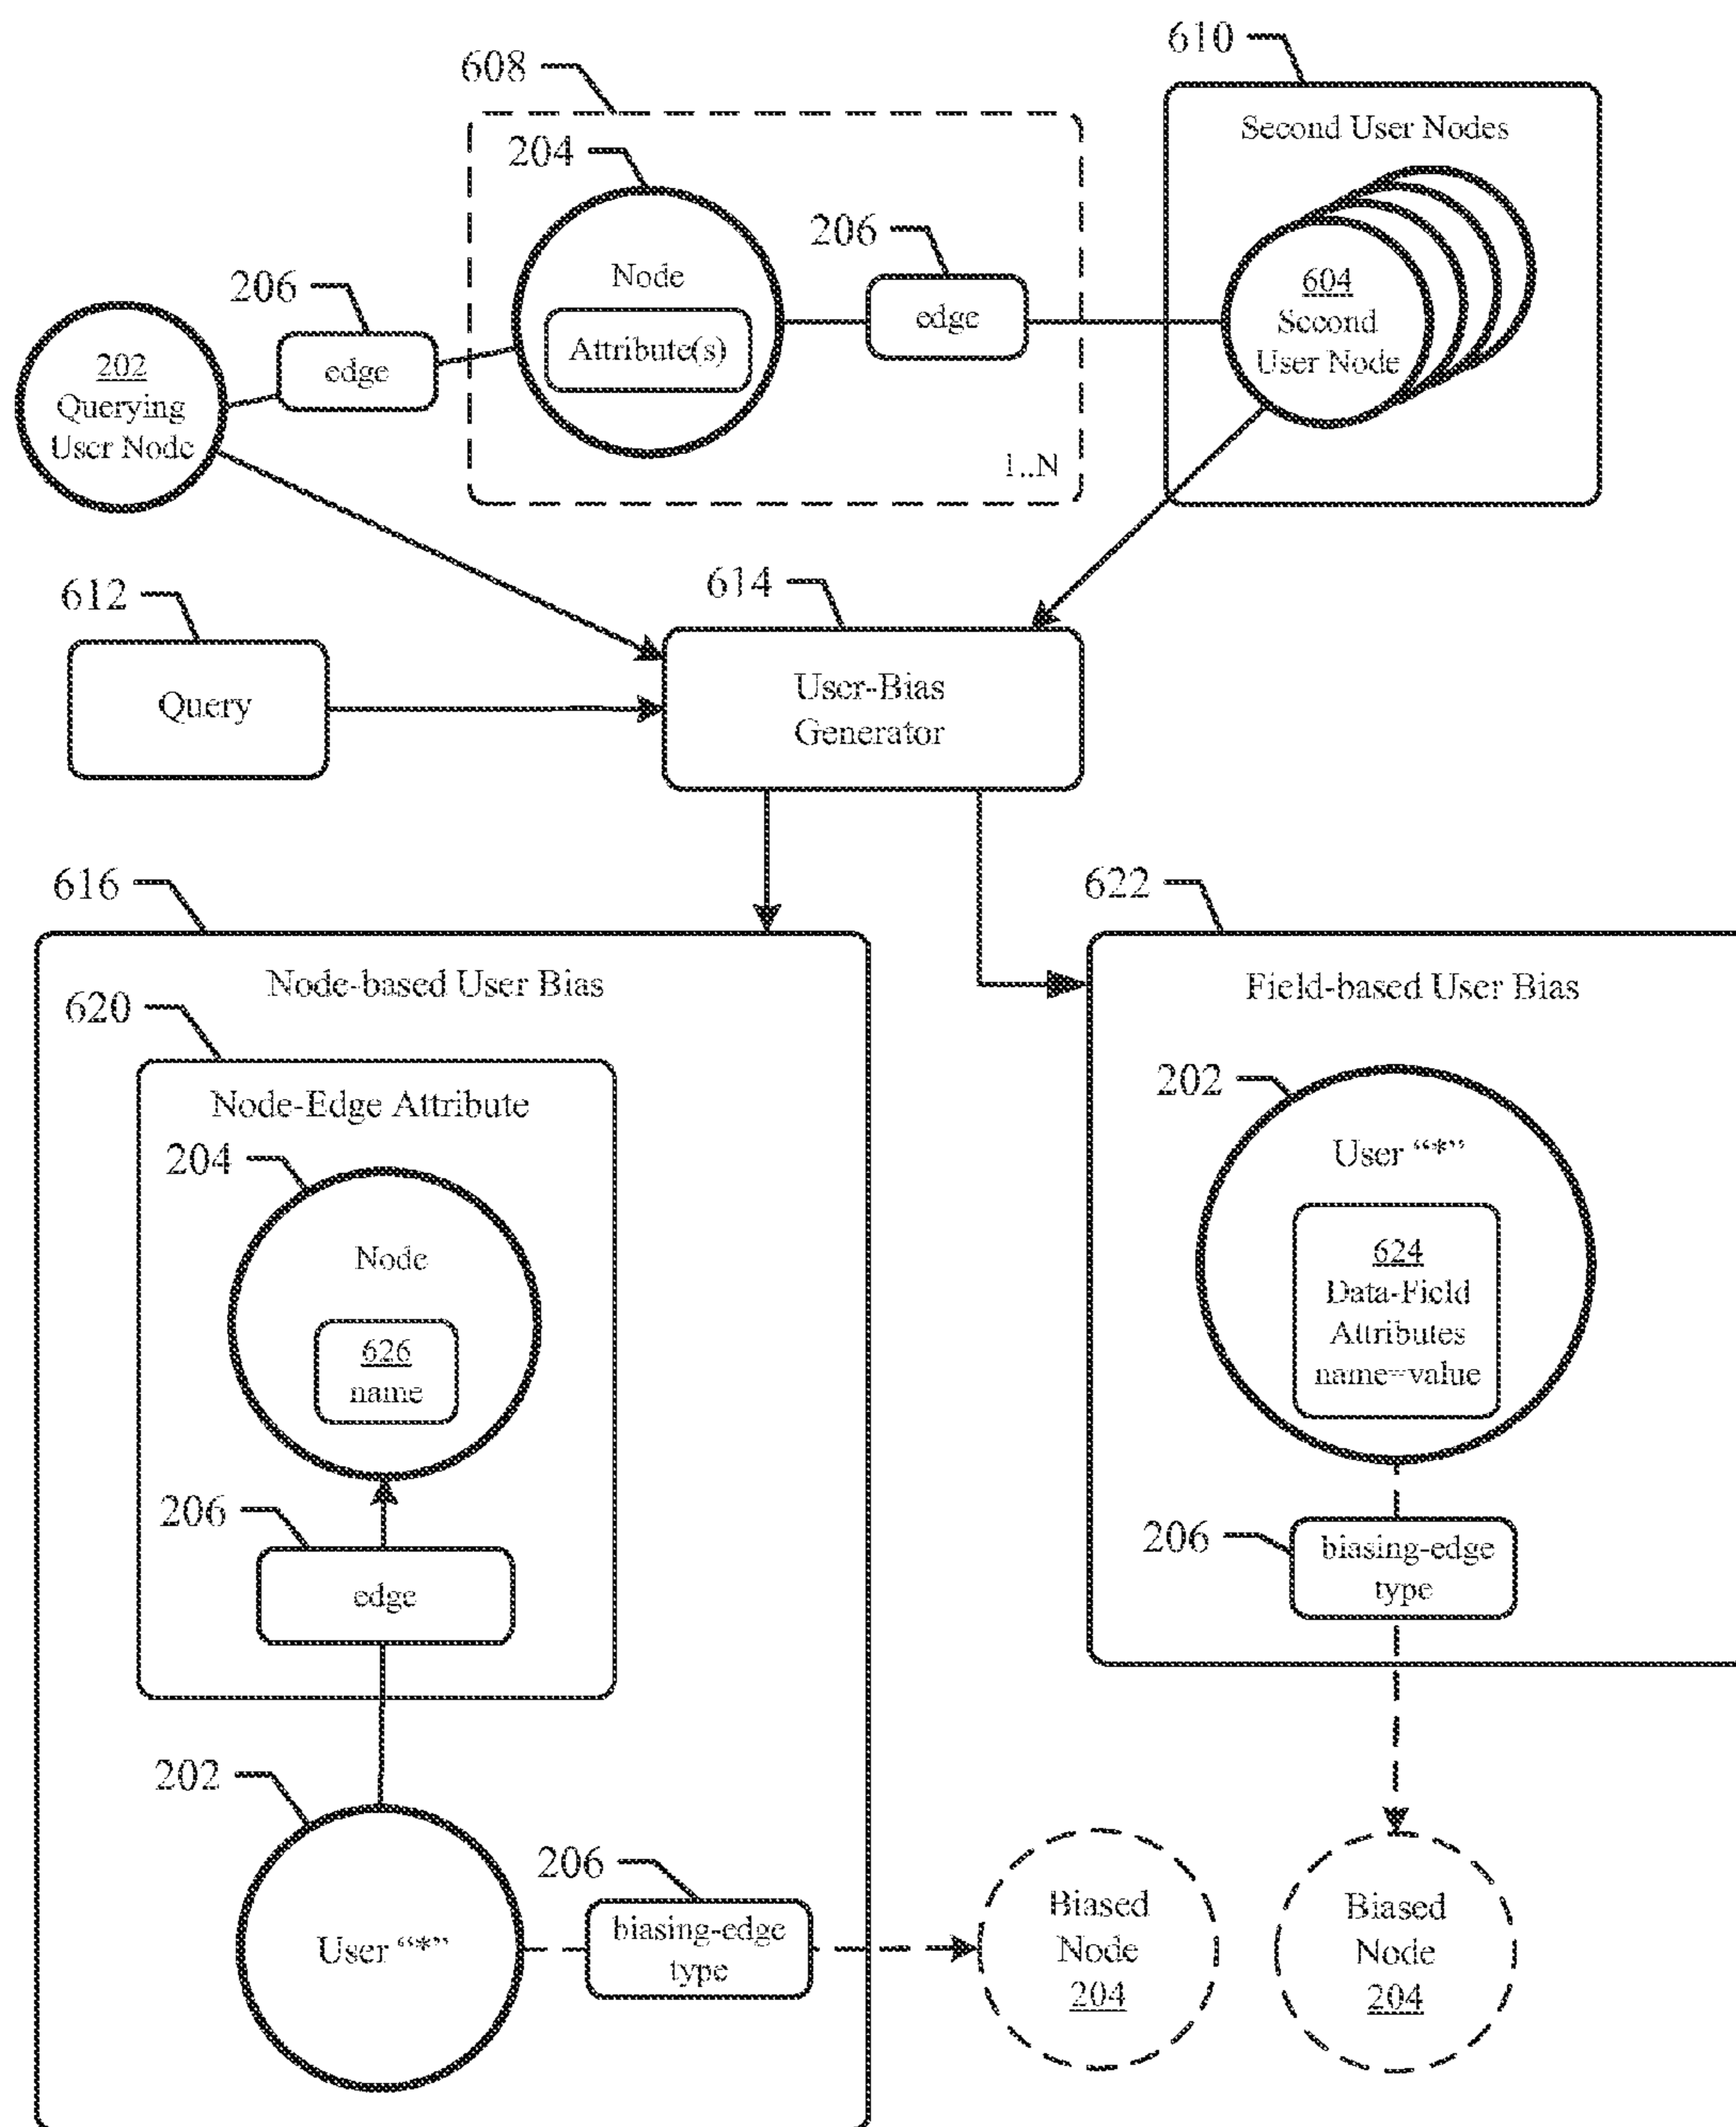 610
608
Second User Nodes
204
206
206
Node
604
edge
Second
Attribute(s)
User Node
202
edge
Querying
User Node
1..N
612
614
Query
User-Bias
Generator
616
622
Node-based User Bias
Field-based User Bias
620
202
Node-Edge Attribute
204
User “*”
Node
624
Data-Field
Attributes
name=value
626
name
206
206
biasing-edge
type
edge
202
206
biasing-edge
type
User “*”
Biased
Node
204
Biased
Node
204